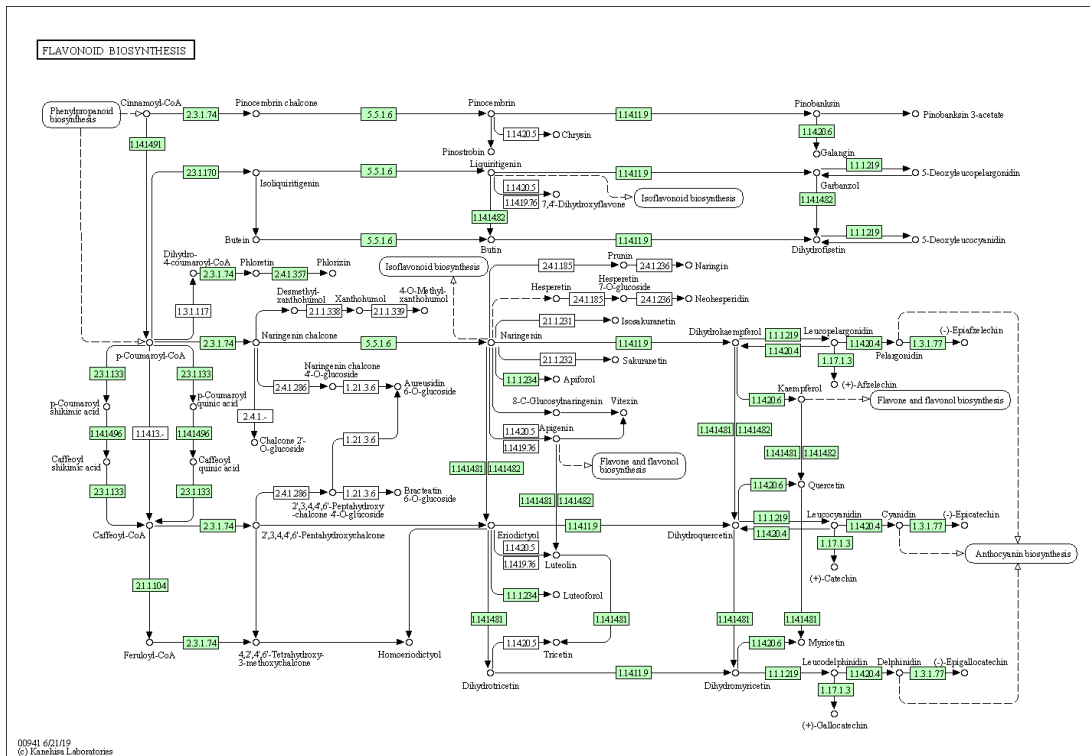 FLAVONOID BIOSYNTHESIS
Phenylpropanoid
biosynthesis
Cinnamoyl-CoA
2.3.1.74
Pinocembrin chalcone
5.5.1.6
Pinocembrin
1.14.11.9
Pinobanksin
Pinobanksin 3-acetate
1.14.20.5
Chrysin
1.14.20.6
1.14.14.91
Pinostrobin
Galangin
2.3.1.170
Isoliquiritigenin
5.5.1.6
Liquiritigenin
1.14.11.9
Garbanzol
1.1.1.219
5-Deoxyleucopelargonidin
1.14.20.5
1.14.19.76
7,4'-Dihydroxyflavone
Isoflavonoid biosynthesis
1.14.14.82
1.14.14.82
Butein
5.5.1.6
Butin
1.14.11.9
Dihydrofisetin
1.1.1.219
5-Deoxyleucocyanidin
Dihydro-
4-coumaroyl-CoA
2.3.1.74
Phloretin
2.4.1.357
Phlorizin
Isoflavonoid biosynthesis
2.4.1.185
Prunin
2.4.1.236
Naringin
Hesperetin
2.4.1.185
Hesperetin
7-O-glucoside
2.4.1.236
Neohesperidin
1.3.1.117
Desmethyl-
xanthohumol
2.1.1.338
Xanthohumol
2.1.1.339
4-O-Methyl-
xanthohumol
2.1.1.231
Isosakuranetin
p-Coumaroyl-CoA
2.3.1.74
Naringenin chalcone
5.5.1.6
Naringenin
1.14.11.9
Dihydrokaempferol
1.1.1.219
1.14.20.4
Leucopelargonidin
1.14.20.4
Pelargonidin
1.3.1.77
(-)-Epiafzelechin
2.1.1.232
Sakuranetin
1.17.1.3
(+)-Afzelechin
2.3.1.133
2.3.1.133
Naringenin chalcone
4'-O-glucoside
2.4.1.286
1.21.3.6
Aureusidin
6-O-glucoside
1.1.1.234
Apiforol
Kaempferol
1.14.20.6
Flavone and flavonol biosynthesis
p-Coumaroyl
shikimic acid
p-Coumaroyl
quinic acid
2.4.1.-
8-C-Glucosylnaringenin
Vitexin
1.14.14.96
1.14.13.-
1.14.14.96
Chalcone 2'-
O-glucoside
1.21.3.6
1.14.20.5
1.14.19.76
Apigenin
1.14.14.81
1.14.14.82
Caffeoyl
shikimic acid
Caffeoyl
quinic acid
1.14.14.81
1.14.14.82
Flavone and flavonol
biosynthesis
1.14.14.81
1.14.14.82
2.3.1.133
2.3.1.133
2.4.1.286
1.21.3.6
Bracteatin
6-O-glucoside
2',3,4,4',6'-Peptahydroxy
-chalcone 4'-O-glucoside
1.14.14.81
1.14.14.82
1.14.20.6
Quercetin
Caffeoyl-CoA
2.3.1.74
2',3,4,4',6'-Pentahydroxychalcone
Eriodictyol
1.14.11.9
Dihydroquercetin
1.1.1.219
1.14.20.4
Leucocyanidin
1.14.20.4
Cyanidin
1.3.1.77
(-)-Epicatechin
1.14.20.5
1.14.19.76
Luteolin
1.17.1.3
(+)-Catechin
Anthocyanin biosynthesis
2.1.1.104
1.1.1.234
Luteoforol
1.14.14.81
1.14.14.81
1.14.14.81
1.14.14.81
Feruloyl-CoA
2.3.1.74
4,2',4',6'-Tetrahydroxy-
3-methoxychalcone
Homoeriodictyol
1.14.20.5
Tricetin
1.14.20.6
Myricetin
Dihydrotricetin
1.14.11.9
Dihydromyricetin
1.1.1.219
Leucodelphinidin
1.14.20.4
Delphinidin
1.3.1.77
(-)-Epigallocatechin
1.17.1.3
(+)-Gallocatechin
00941 6/21/19
(c) Kanehisa Laboratories